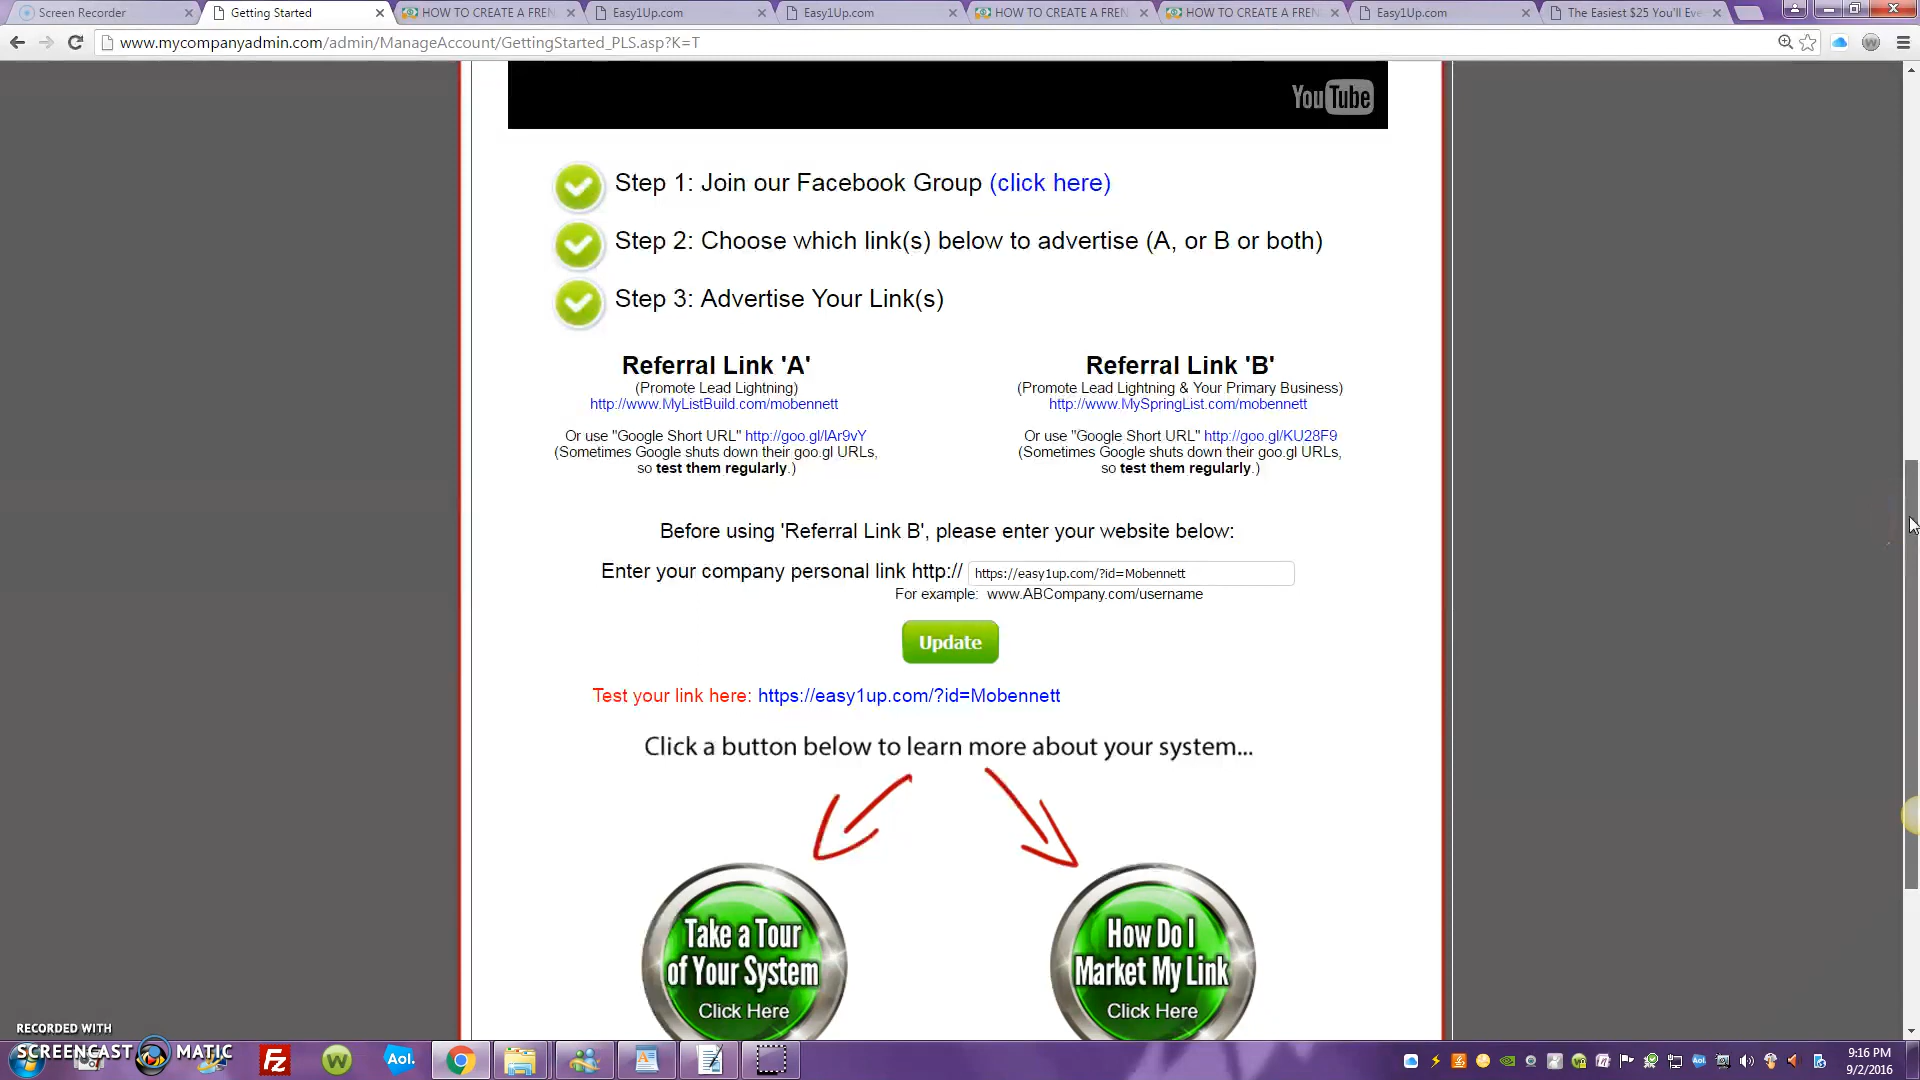 Screen Recorder
Getting Started
HOW TO CREATE A FREN
Easy1Up.com
Easy1Up.com
HOW TO CREATE A FREN
HOW TO CREATE A FREN
Easy1Up.com
The Easiest $25 You'll Eve
www.mycompanyadmin.com/admin/ManageAccount/GettingStarted_PLS.asp?K=T
YouTube
Step 1: Join our Facebook Group (click here)
Step 2: Choose which link(s) below to advertise (A, or B or both)
Step 3: Advertise Your Link(s)
Referral Link 'A'
(Promote Lead Lightning)
http://www.MyListBuild.com/mobennett
Or use "Google Short URL" http://goo.gl/IAr9vY
(Sometimes Google shuts down their goo.gl URLs,
so test them regularly.)
Referral Link 'B'
(Promote Lead Lightning & Your Primary Business)
http://www.MySpringList.com/mobennett
Or use "Google Short URL" http://goo.gl/KU28F9
(Sometimes Google shuts down their goo.gl URLs,
so test them regularly.)
Before using 'Referral Link B', please enter your website below:
Enter your company personal link http:// https://easy1up.com/?id=Mobennett
For example: www.ABCompany.com/username
Update
Test your link here: https://easy1up.com/?id=Mobennett
Click a button below to learn more about your system...
Take a Tour
of Your System
Click Here
How Do I
Market My Link
Click Here
RECORDED WITH
SCREENCAST MATIC
Fz
W
Aol.
9:16 PM
9/2/2016